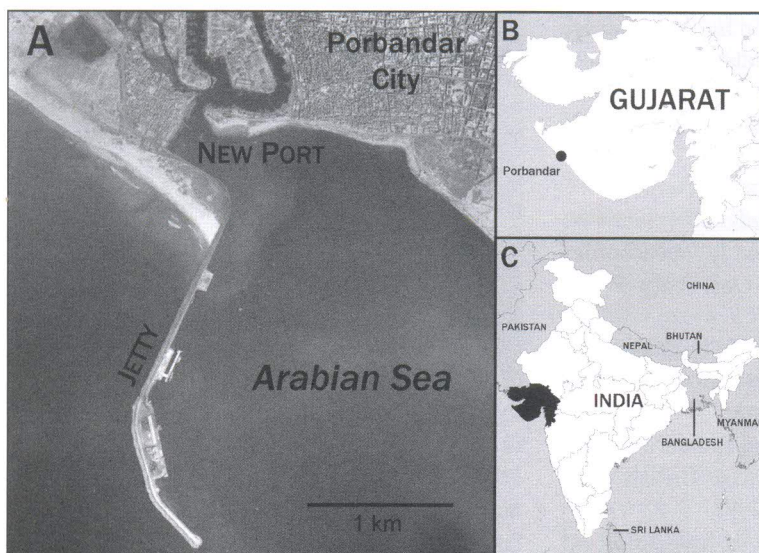 A
Porbandar
City
NEW PORT
JETTY
Arabian Sea
1 km
B
GUJARAT
Porbandar
C
CHINA
PAKISTAN
NEPAL
BHUTAN
INDIA
MYANMAR
BANGLADESH
SRI LANKA